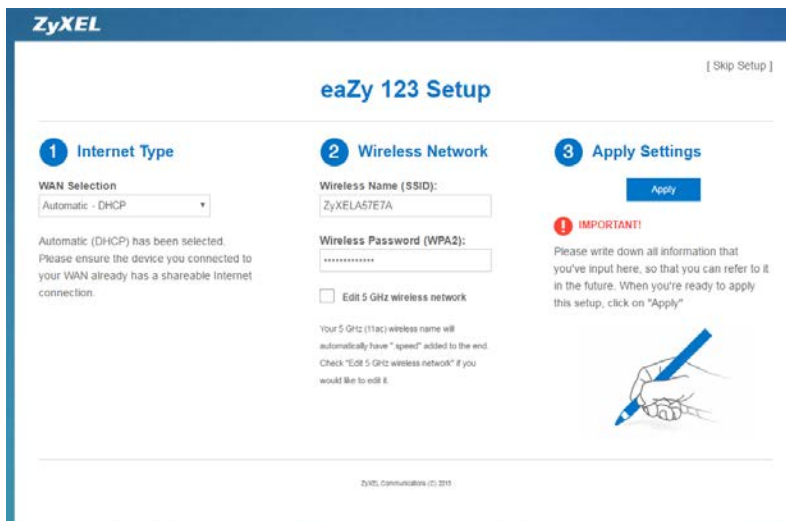 ZyXEL
[ Skip Setup ]
eaZy 123 Setup
1 Internet Type
WAN Selection
Automatic - DHCP
Automatic (DHCP) has been selected.
Please ensure the device you connected to
your WAN already has a shareable Internet
connection.
2 Wireless Network
Wireless Name (SSID):
ZyXELA57E7A
Wireless Password (WPA2):
•••••••••••••
Edit 5 GHz wireless network
Your 5 GHz (11ac) wireless name will
automatically have ".speed" added to the end.
Check "Edit 5 GHz wireless network" if you
would like to edit it.
3 Apply Settings
Apply
! IMPORTANT!
Please write down all information that
you've input here, so that you can refer to it
in the future. When you're ready to apply
this setup, click on "Apply"
ZyXEL Communications (C) 2015